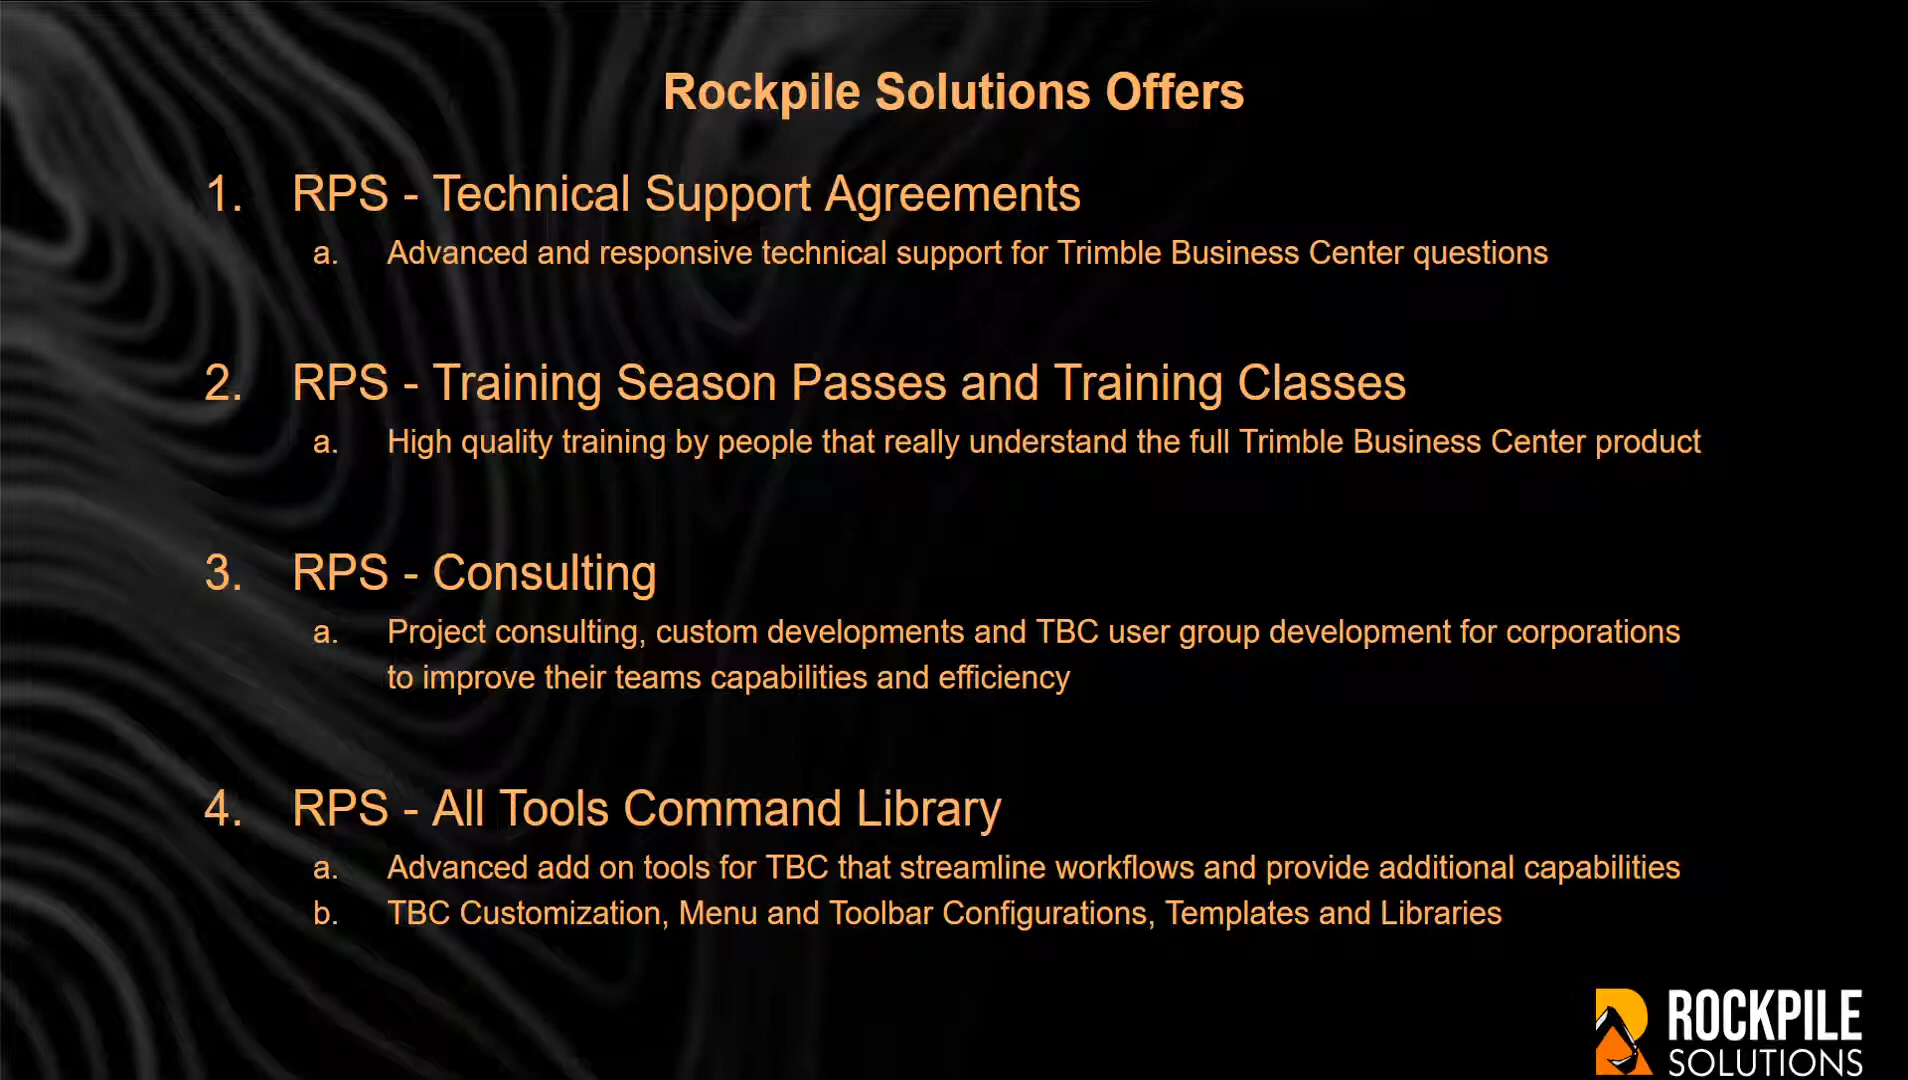 Rockpile Solutions Offers
1. RPS - Technical Support Agreements
a. Advanced and responsive technical support for Trimble Business Center questions
2. RPS - Training Season Passes and Training Classes
a. High quality training by people that really understand the full Trimble Business Center product
3. RPS - Consulting
a. Project consulting, custom developments and TBC user group development for corporations
to improve their teams capabilities and efficiency
4. RPS - All Tools Command Library
a. Advanced add on tools for TBC that streamline workflows and provide additional capabilities
b. TBC Customization, Menu and Toolbar Configurations, Templates and Libraries
ROCKPILE
SOLUTIONS